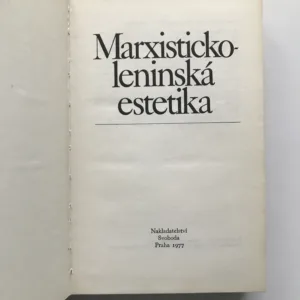 Marxisticko-
leninská
estetika
Nakladatelství
Svoboda
Praha 1977